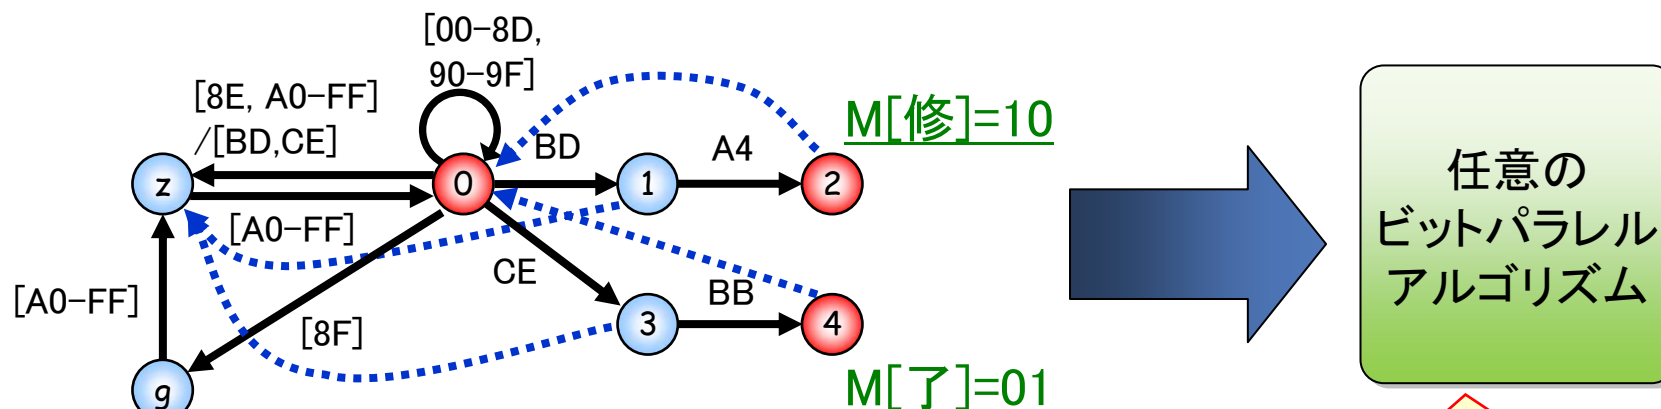 [00-8D,
90-9F]
[8E, A0-FF]
/[BD,CE]
BD
A4
M[修]=10
z
0
1
2
[A0-FF]
CE
BB
[A0-FF]
[8F]
3
4
g
M[了]=01
任意の
ビットパラレル
アルゴリズム